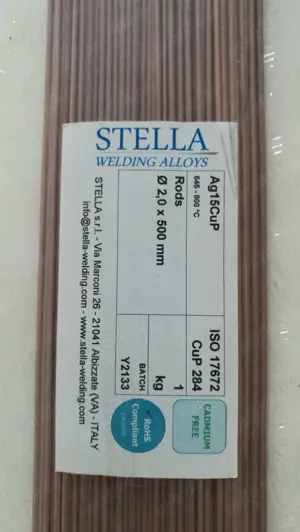 STELLA
WELDING ALLOYS
Ag15CuP
645 - 800 °C
ISO 17672
CuP 284
Rods
Ø 2,0 x 500 mm
1
kg
BATCH
Y2133
CADMIUM
FREE
RoHS
Compliant
STELLA s.r.l. - Via Marconi 26 - 21041 Albizzate (VA) - ITALY
info@stella-welding.com - www.stella-welding.com